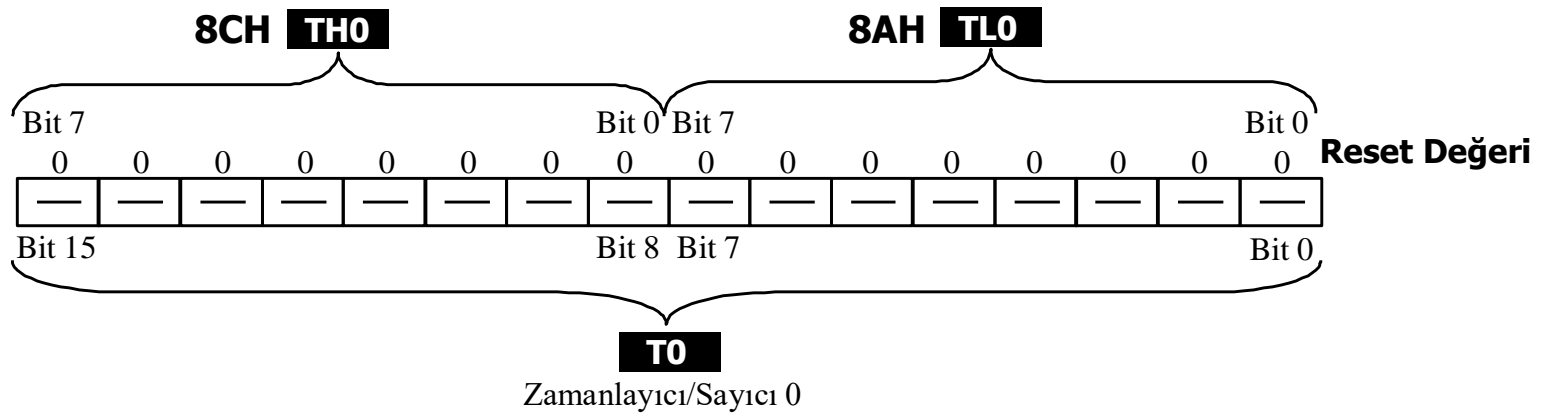 8CH TH0 8AH TL0
Bit 7 Bit 0 Bit 7 Bit 0
0 0 0 0 0 0 0 0 0 0 0 0 0 0 0 0 Reset Değeri
Bit 15 Bit 8 Bit 7 Bit 0
T0
Zamanlayıcı/Sayıcı 0